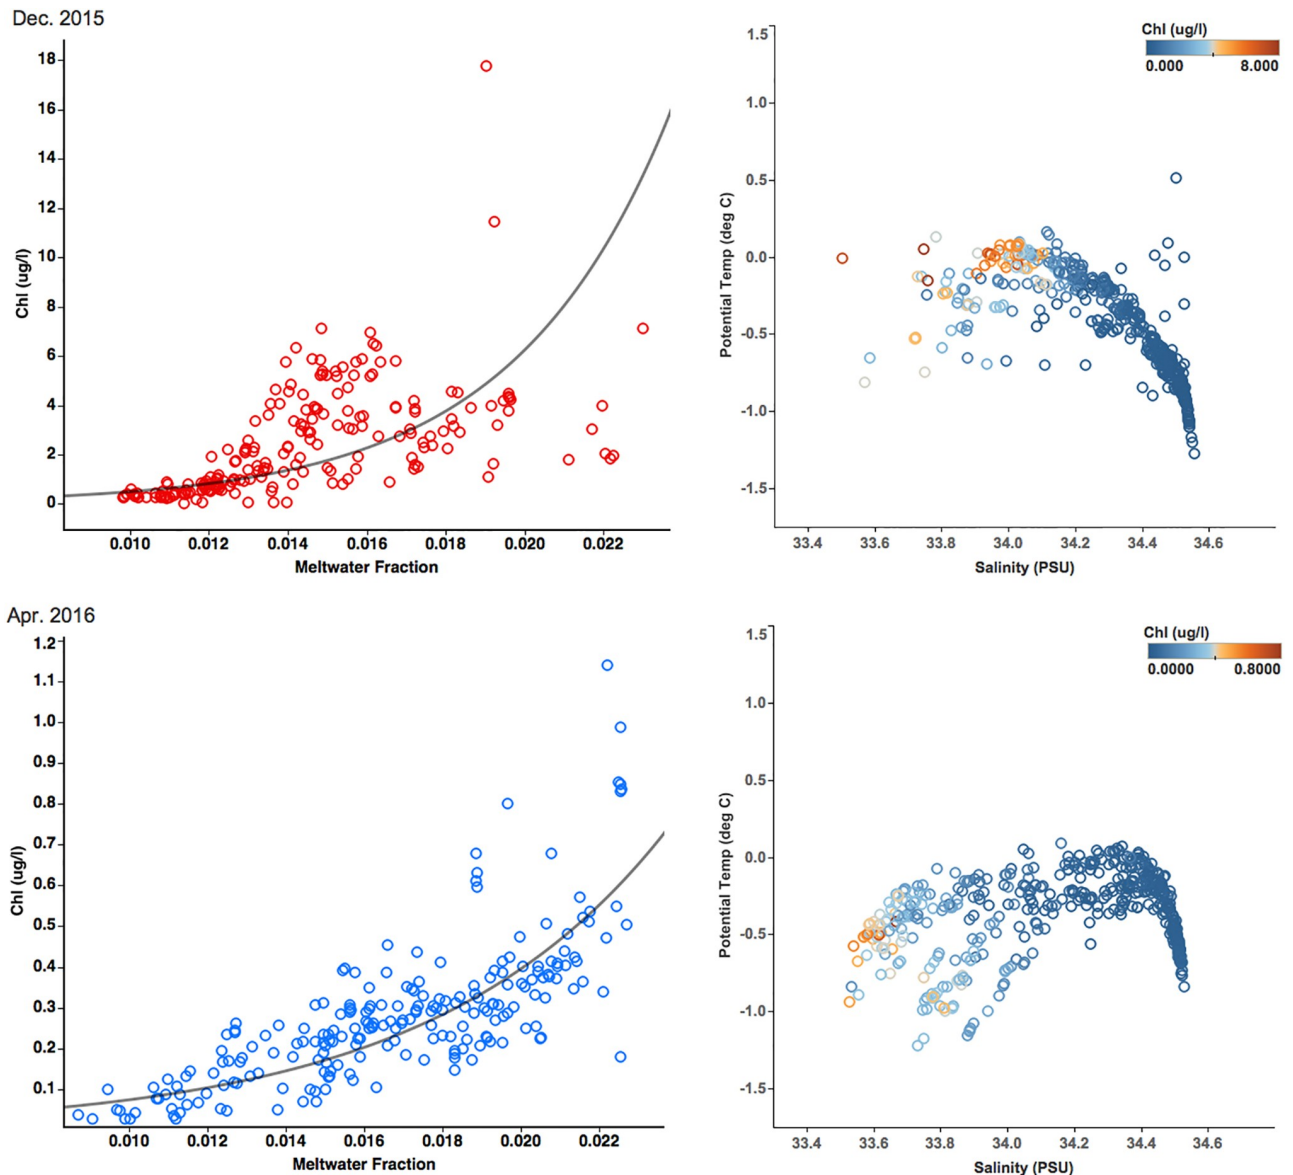 Dec. 2015
18
16
14
12
10
8
6
4
2
0
Chl (ug/l)
0.010 0.012 0.014 0.016 0.018 0.020 0.022
Meltwater Fraction
Chl (ug/l)
0.000 8.000
1.5
1.0
0.5
0.0
-0.5
-1.0
-1.5
Potential Temp (deg C)
33.4 33.6 33.8 34.0 34.2 34.4 34.6
Salinity (PSU)
Apr. 2016
1.2
1.1
1.0
0.9
0.8
0.7
0.6
0.5
0.4
0.3
0.2
0.1
Chl (ug/l)
0.010 0.012 0.014 0.016 0.018 0.020 0.022
Meltwater Fraction
Chl (ug/l)
0.0000 0.8000
1.5
1.0
0.5
0.0
-0.5
-1.0
-1.5
Potential Temp (deg C)
33.4 33.6 33.8 34.0 34.2 34.4 34.6
Salinity (PSU)